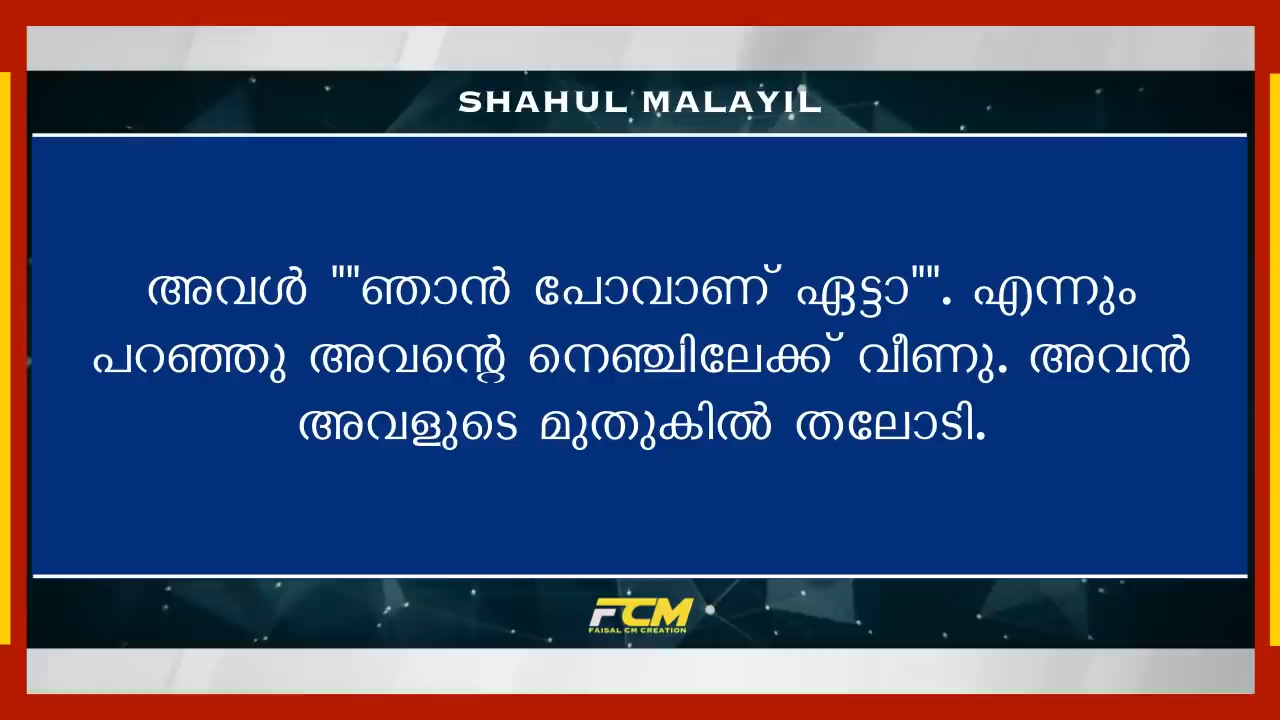 SHAHUL MALAYIL
അവൾ ""ഞാൻ പോവാണ് ഏട്ടാ"". എന്നും
പറഞ്ഞു അവന്റെ നെഞ്ചിലേക്ക് വീണു. അവൻ
അവളുടെ മുതുകിൽ തലോടി.
FCM
FAISAL CM CREATION